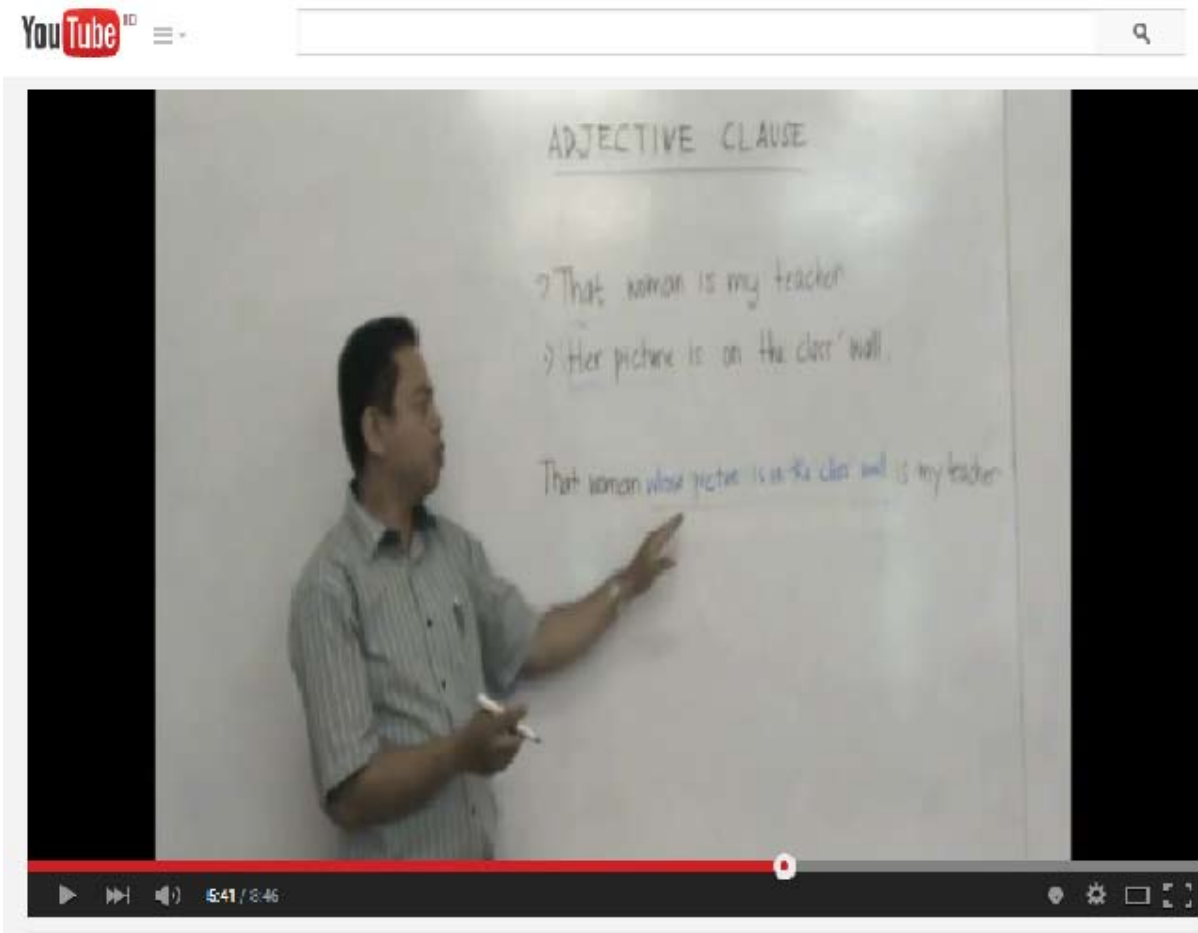 YouTube ID
ADJECTIVE CLAUSE
? That woman is my teacher
?) Her picture is on the class' wall.
That woman whose picture is on the class wall is my teacher
5:41 / 8:46